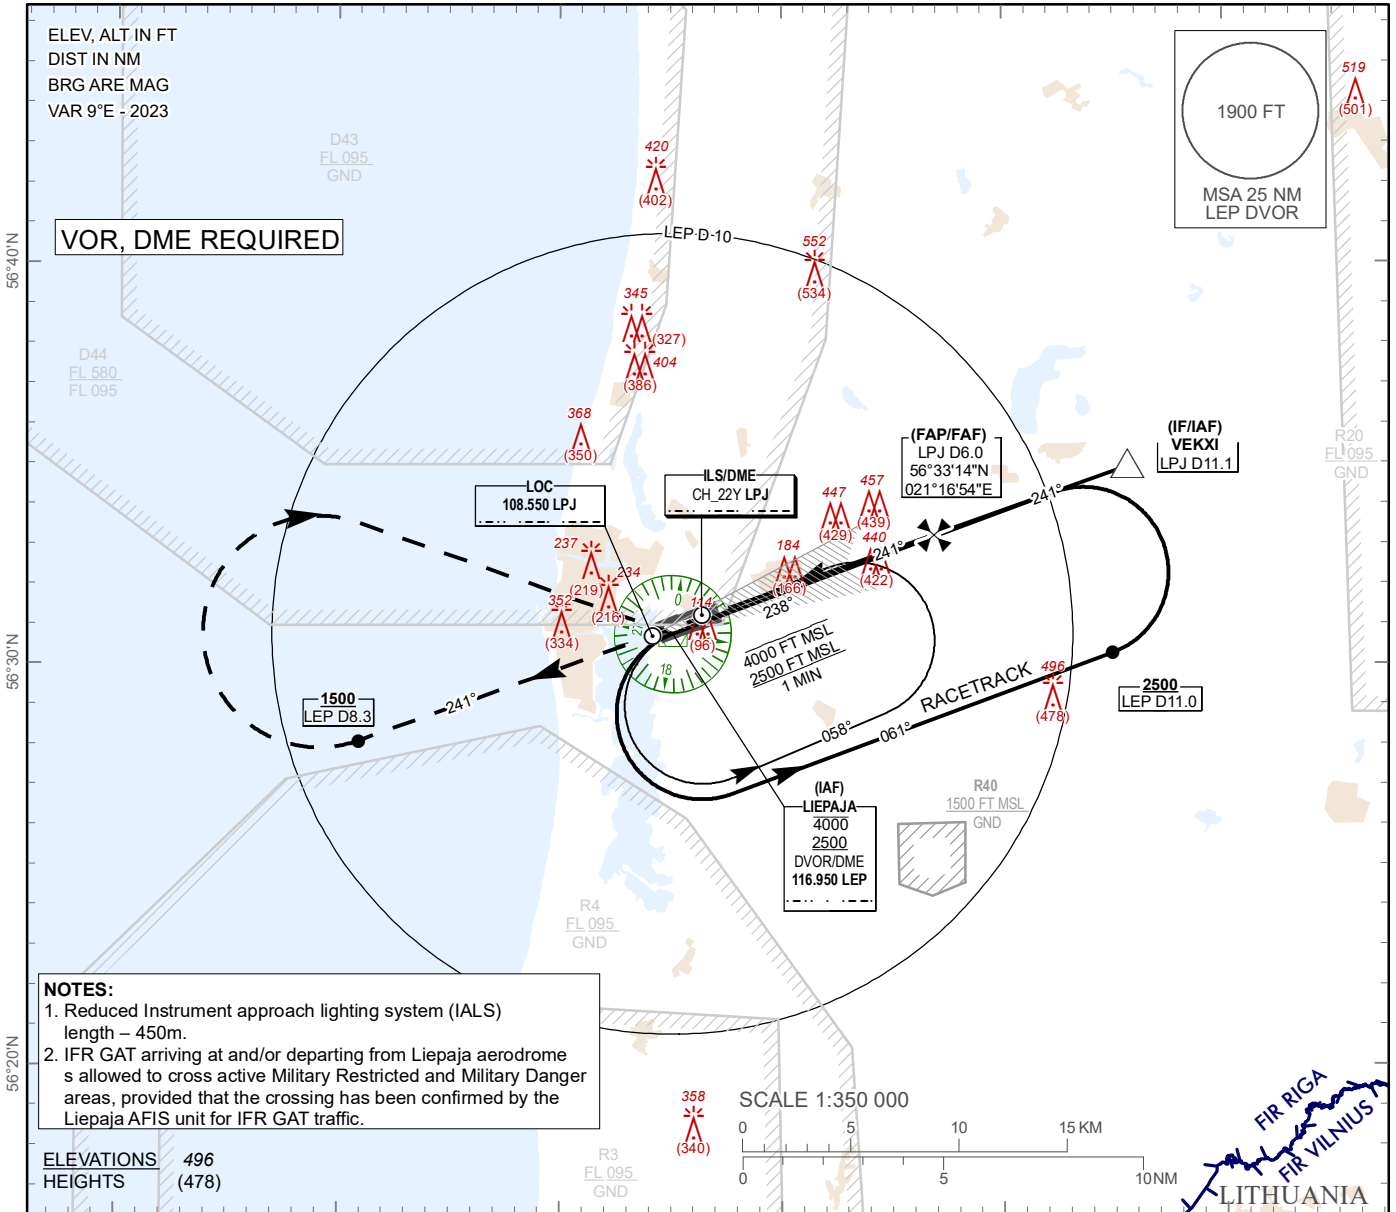 ELEV, ALT IN FT
DIST IN NM
BRG ARE MAG
VAR 9°E - 2023
1900 FT
MSA 25 NM
LEP DVOR
519
(501)
D43
FL 095
GND
420
(402)
VOR, DME REQUIRED
LEP D-10
552
(534)
56°40'N
345
(327)
404
(386)
D44
FL 580
FL 095
368
(350)
(FAP/FAF)
LPJ D6.0
56°33'14"N
021°16'54"E
(IF/IAF)
VEKXI
LPJ D11.1
R20
FL 095
GND
LOC
108.550 LPJ
ILS/DME
CH_22Y LPJ
447
(429)
457
(439)
241°
440
(422)
241°
184
(166)
237
(219)
234
(216)
352
(334)
0
114
(96)
238°
18
4000 FT MSL
2500 FT MSL
1 MIN
56°30'N
496
(478)
RACETRACK
2500
LEP D11.0
1500
LEP D8.3
241°
058°
061°
(IAF)
LIEPAJA
4000
2500
DVOR/DME
116.950 LEP
R40
1500 FT MSL
GND
R4
FL 095
GND
NOTES:
1. Reduced Instrument approach lighting system (IALS)
length – 450m.
2. IFR GAT arriving at and/or departing from Liepaja aerodrome
s allowed to cross active Military Restricted and Military Danger
areas, provided that the crossing has been confirmed by the
Liepaja AFIS unit for IFR GAT traffic.
56°20'N
358
(340)
SCALE 1:350 000
0 5 10 15 KM
0 5 10NM
R3
FL 095
GND
ELEVATIONS 496
HEIGHTS (478)
FIR RIGA
FIR VILNIUS
LITHUANIA